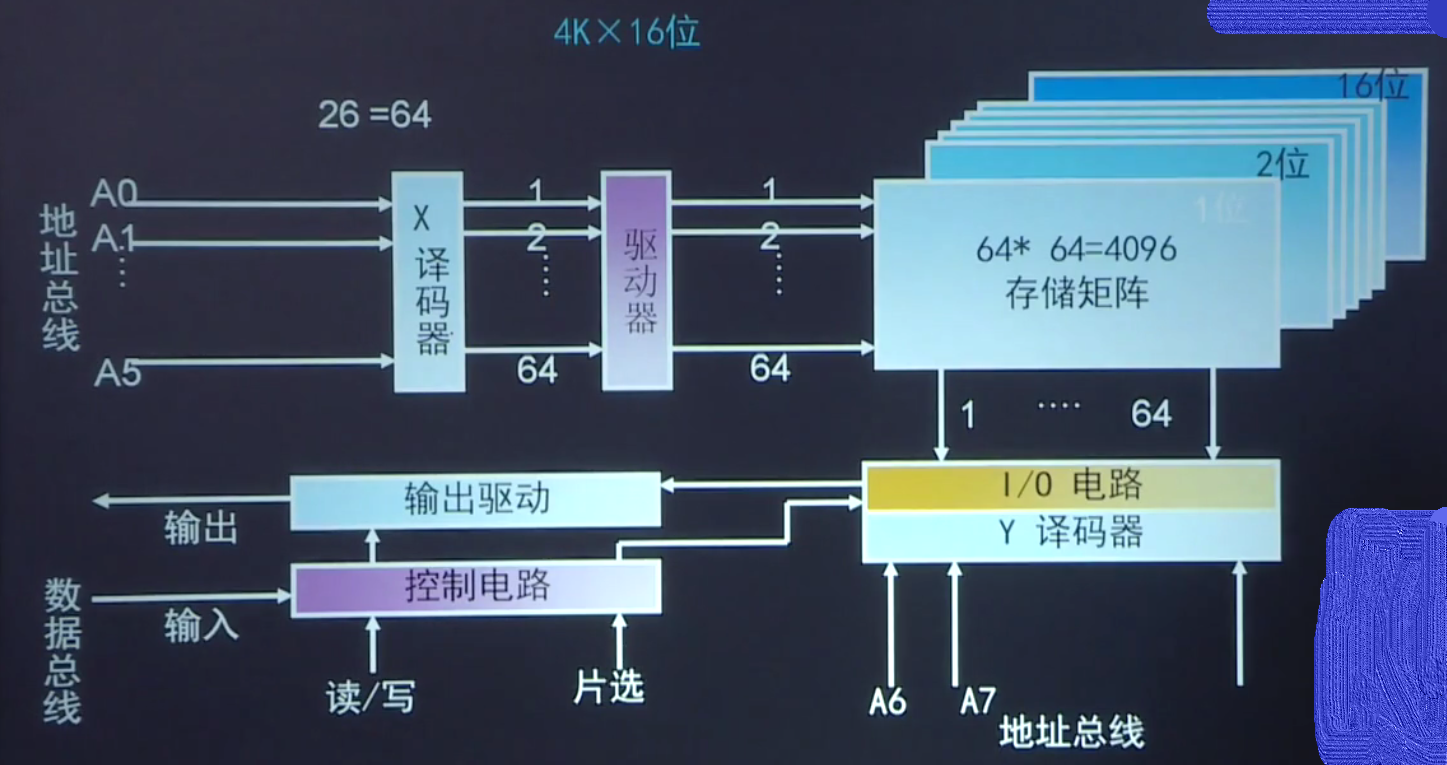 4K×16位
26 =64
16位
2位
1位
地址总线
A0
A1
⋮
A5
X译码器
1
2
⋮
64
驱动器
1
2
⋮
64
64* 64=4096
存储矩阵
1 ···· 64
I/O 电路
Y 译码器
输出驱动
输出
控制电路
输入
数据总线
读/写
片选
A6
A7
地址总线